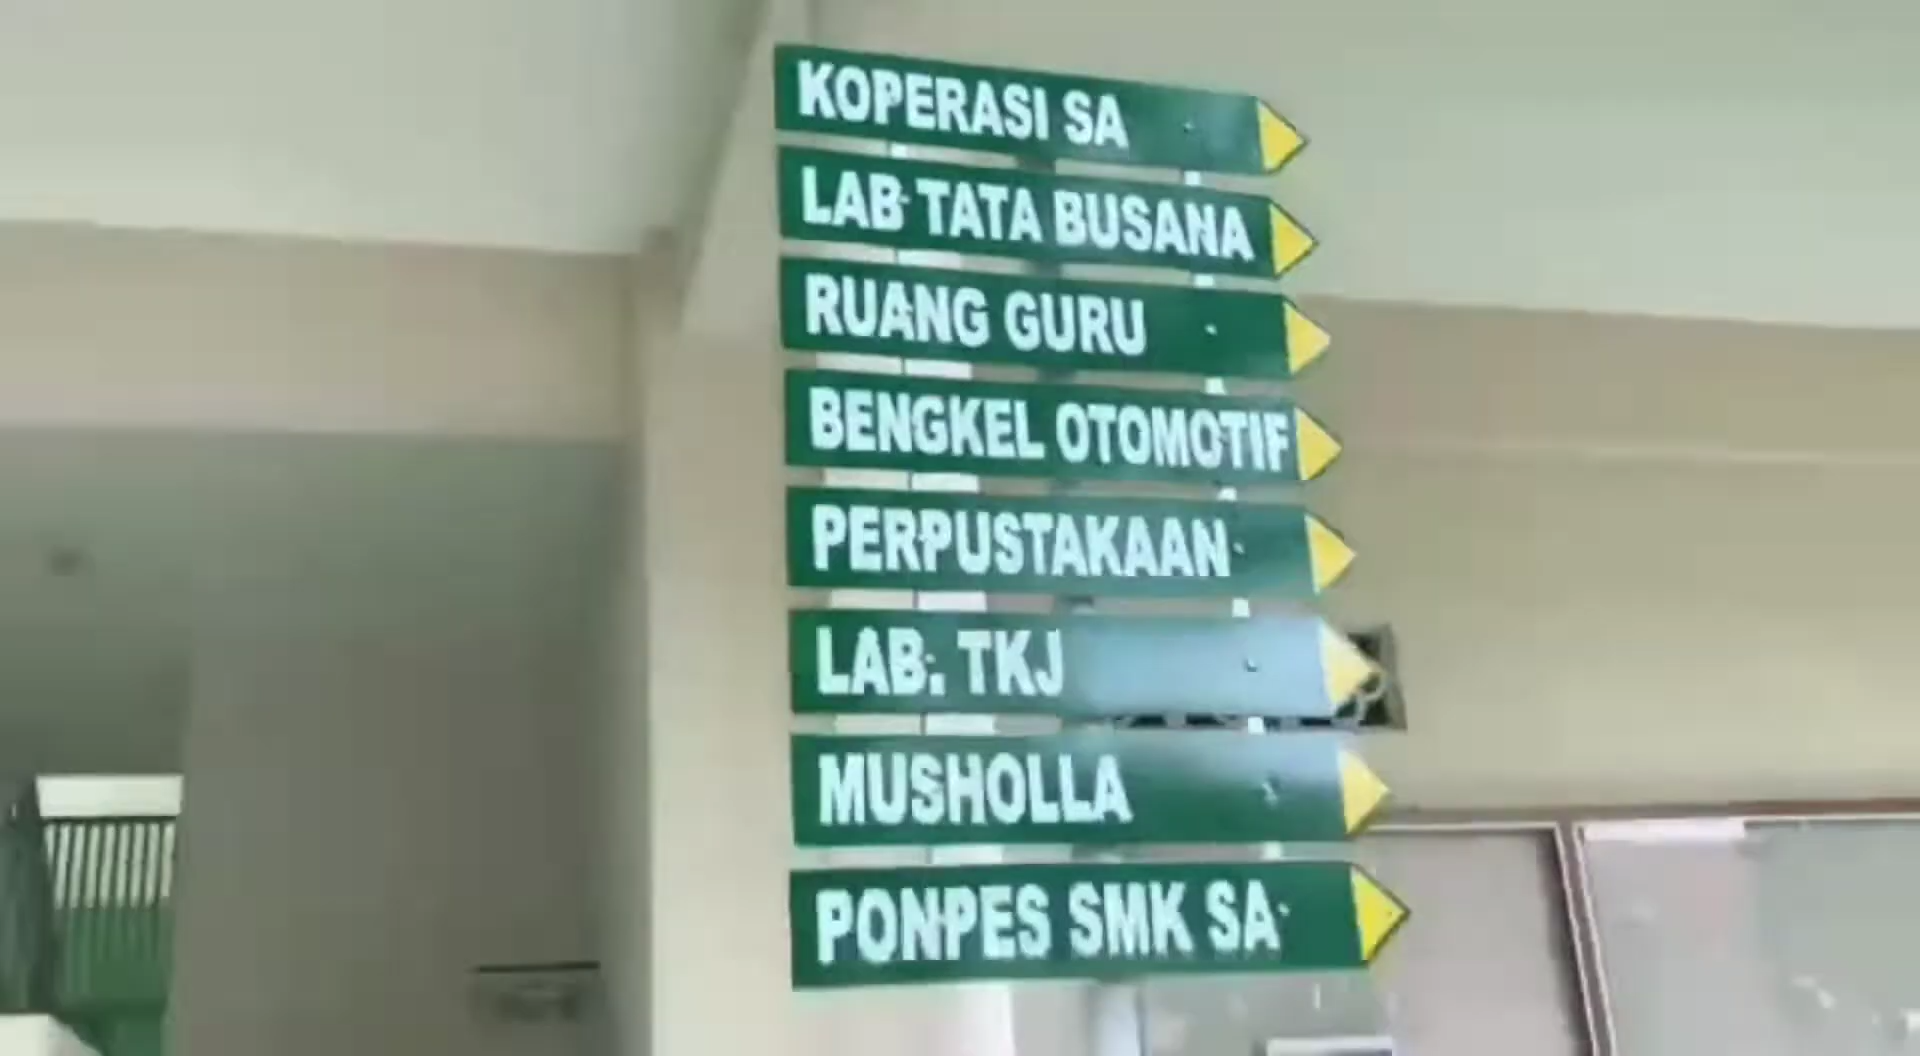 KOPERASI SA
LAB TATA BUSANA
RUANG GURU
BENGKEL OTOMOTIF
PERPUSTAKAAN
LAB. TKJ
MUSHOLLA
PONPES SMK SA